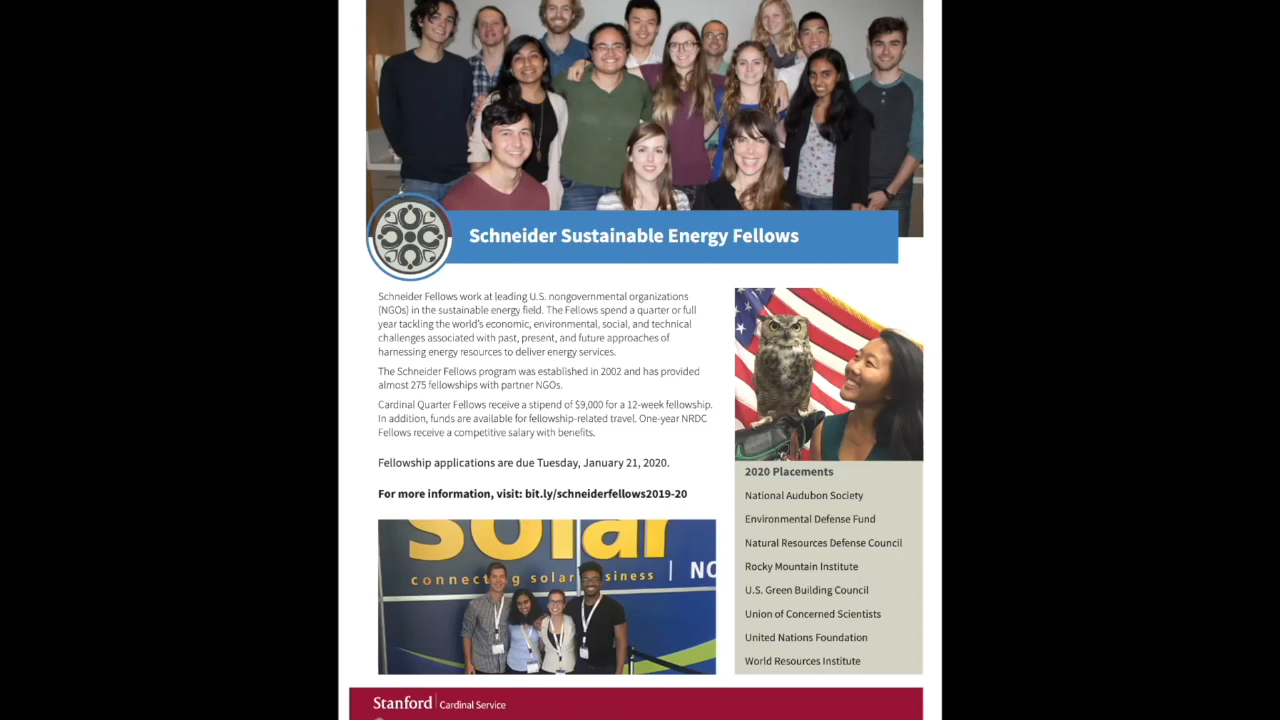 Schneider Sustainable Energy Fellows
Schneider Fellows work at leading U.S. nongovernmental organizations
(NGOs) in the sustainable energy field. The Fellows spend a quarter or full
year tackling the world's economic, environmental, social, and technical
challenges associated with past, present, and future approaches of
harnessing energy resources to deliver energy services.
The Schneider Fellows program was established in 2002 and has provided
almost 275 fellowships with partner NGOs.
Cardinal Quarter Fellows receive a stipend of $9,000 for a 12-week fellowship.
In addition, funds are available for fellowship-related travel. One-year NRDC
Fellows receive a competitive salary with benefits.
Fellowship applications are due Tuesday, January 21, 2020.
For more information, visit: bit.ly/schneiderfellows2019-20
solar
connecting solar business | NO
2020 Placements
National Audubon Society
Environmental Defense Fund
Natural Resources Defense Council
Rocky Mountain Institute
U.S. Green Building Council
Union of Concerned Scientists
United Nations Foundation
World Resources Institute
Stanford | Cardinal Service